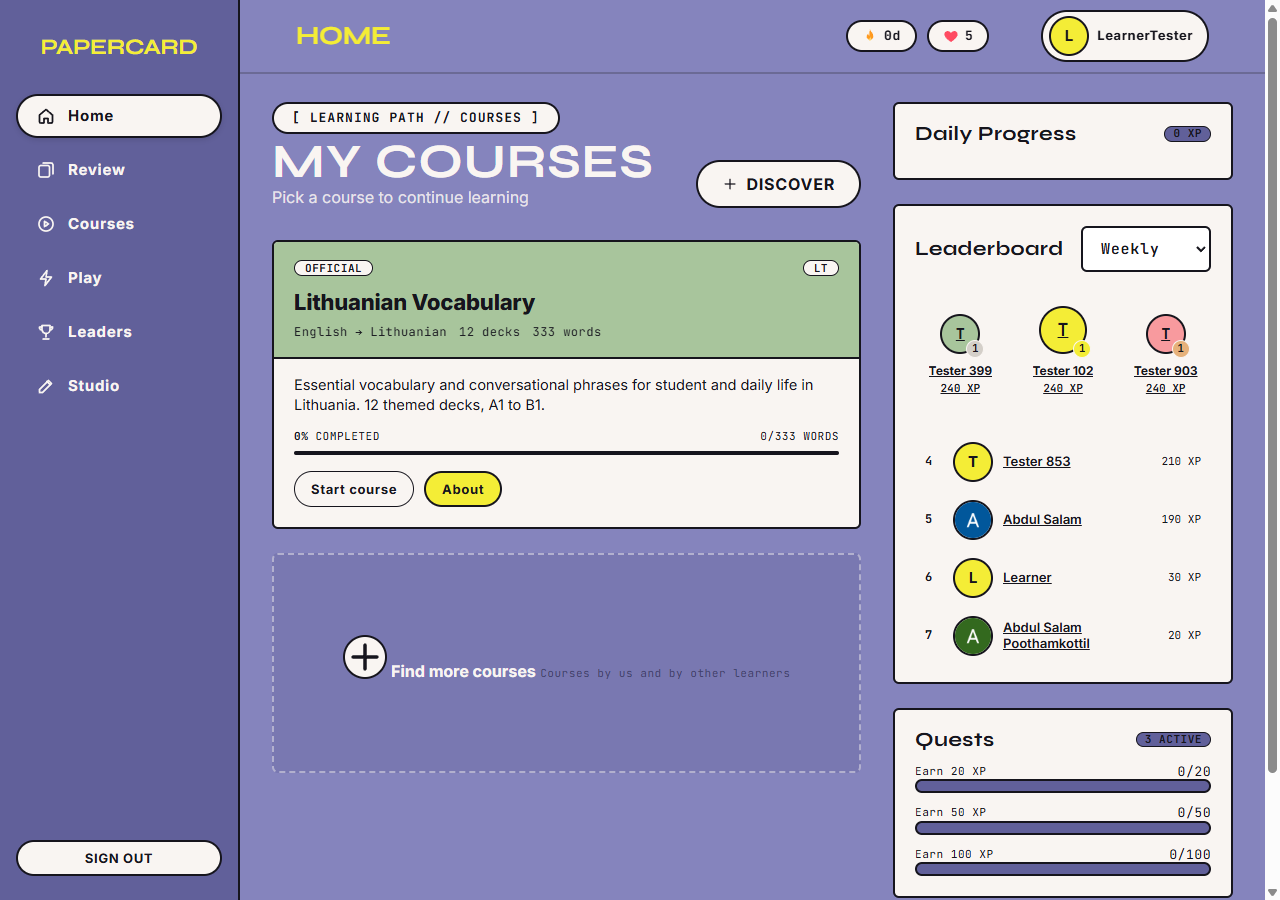 PAPERCARD
Home
Review
Courses
Play
Leaders
Studio
SIGN OUT
HOME
0d
5
L
LearnerTester
[ LEARNING PATH // COURSES ]
MY COURSES
Pick a course to continue learning
+ DISCOVER
OFFICIAL
LT
Lithuanian Vocabulary
English → Lithuanian 12 decks 333 words
Essential vocabulary and conversational phrases for student and daily life in
Lithuania. 12 themed decks, A1 to B1.
0% COMPLETED
0/333 WORDS
Start course
About
Find more courses Courses by us and by other learners
Daily Progress
0 XP
Leaderboard
Weekly
T
1
Tester 399
240 XP
T
1
Tester 102
240 XP
T
1
Tester 903
240 XP
4 T Tester 853 210 XP
5 A Abdul Salam 190 XP
6 L Learner 30 XP
7 A Abdul Salam
Poothamkottil 20 XP
Quests
3 ACTIVE
Earn 20 XP 0/20
Earn 50 XP 0/50
Earn 100 XP 0/100